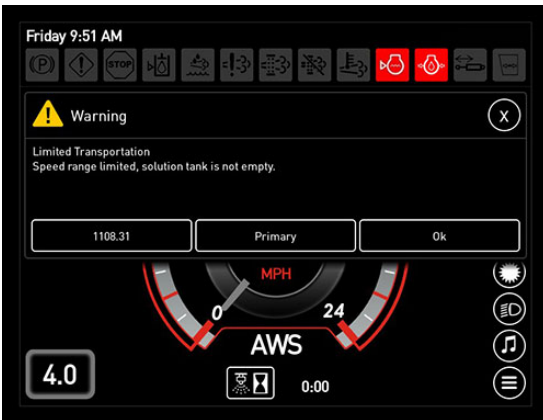 Friday 9:51 AM
(P) STOP
Warning X
Limited Transportation
Speed range limited, solution tank is not empty.
1108.31 Primary Ok
MPH
0 24
AWS
4.0 0:00